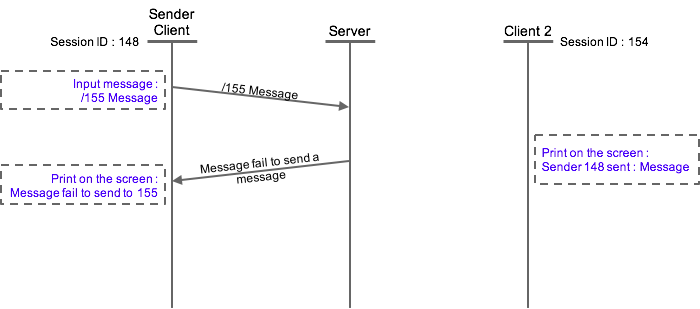 Sender
Client
Session ID : 148
Server
Client 2
Session ID : 154
Input message :
/155 Message
/155 Message
Message fail to send a
message
Print on the screen :
Message fail to send to 155
Print on the screen :
Sender 148 sent : Message